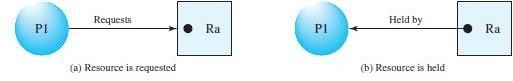 P1 Requests Ra
P1 Held by Ra
(a) Resource is requested
(b) Resource is held